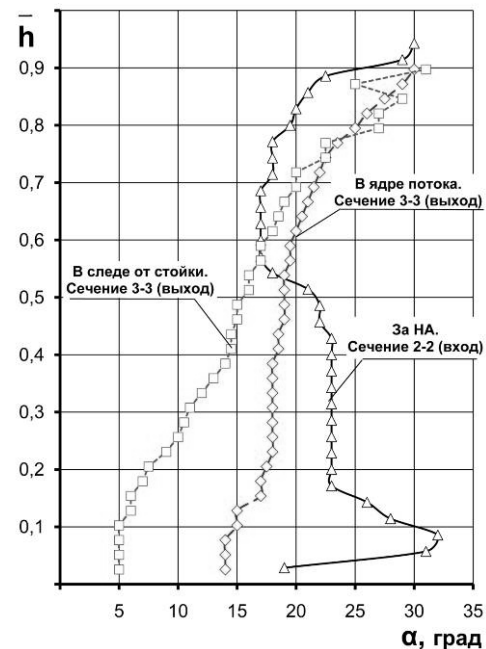 h̅
0,9
0,8
0,7
В ядре потока.
Сечение 3-3 (выход)
0,6
В следе от стойки.
Сечение 3-3 (выход)
0,5
За НА.
Сечение 2-2 (вход)
0,4
0,3
0,2
0,1
5 10 15 20 25 30 35
α, град